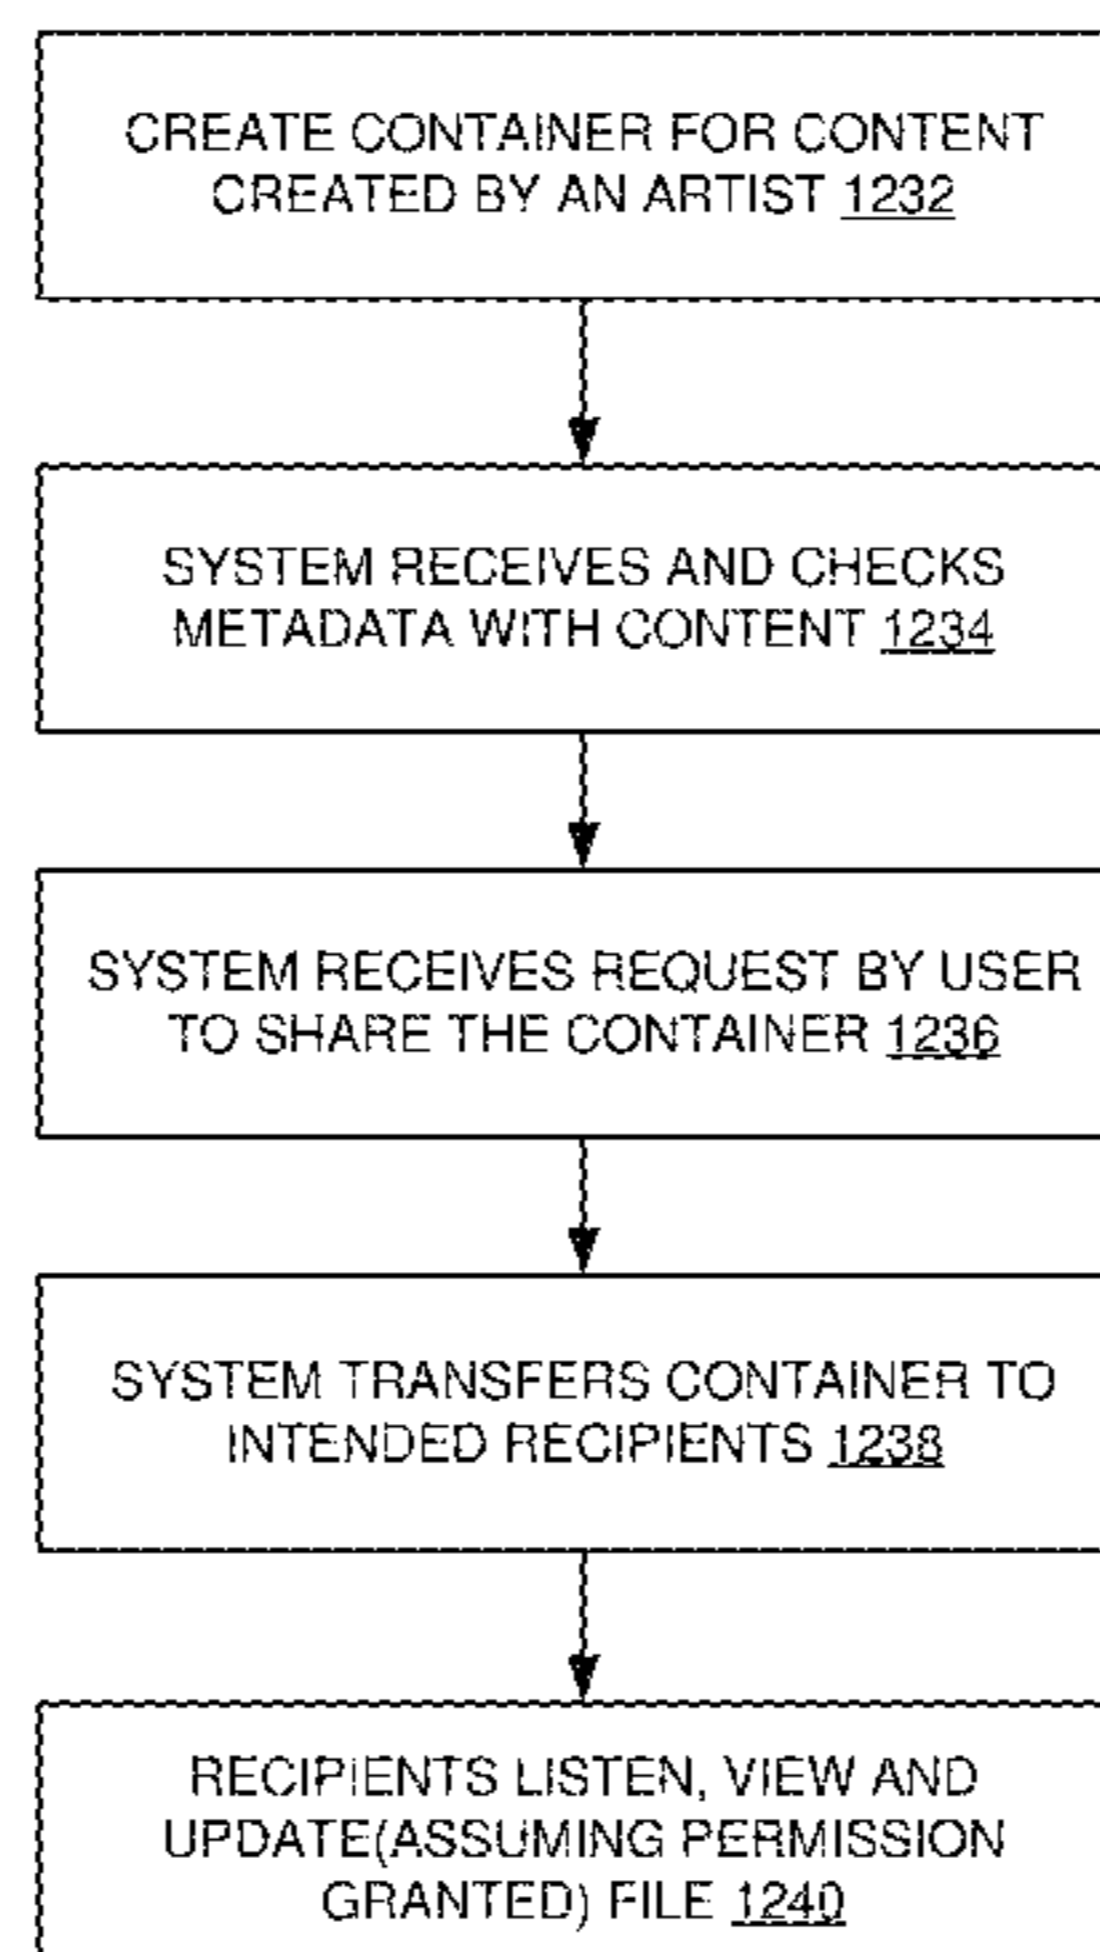 CREATE CONTAINER FOR CONTENT
CREATED BY AN ARTIST 1232
SYSTEM RECEIVES AND CHECKS
METADATA WITH CONTENT 1234
SYSTEM RECEIVES REQUEST BY USER
TO SHARE THE CONTAINER 1236
SYSTEM TRANSFERS CONTAINER TO
INTENDED RECIPIENTS 1238
RECIPIENTS LISTEN, VIEW AND
UPDATE(ASSUMING PERMISSION
GRANTED) FILE 1240